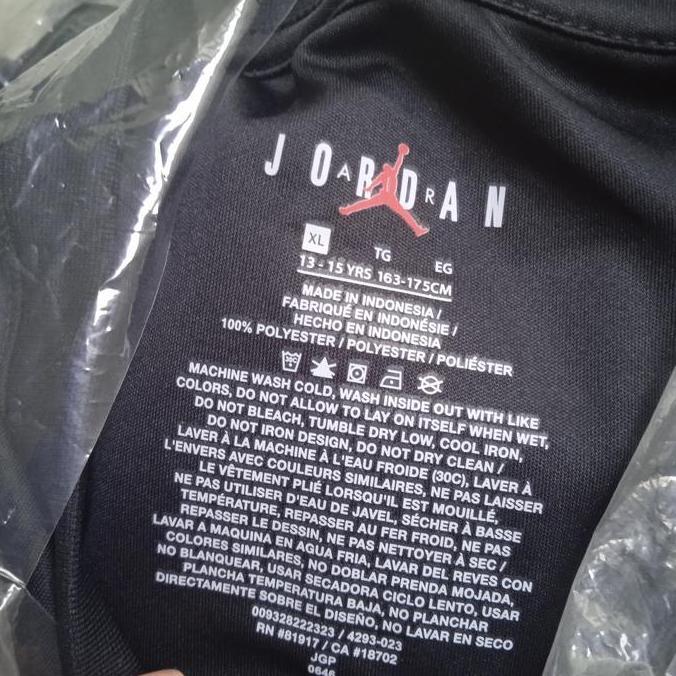 JORDAN
AR
XL TG EG
13 - 15 YRS 163-175CM
MADE IN INDONESIA /
FABRIQUÉ EN INDONÉSIE /
HECHO EN INDONESIA
100% POLYESTER / POLYESTER / POLIÉSTER
MACHINE WASH COLD, WASH INSIDE OUT WITH LIKE
COLORS, DO NOT ALLOW TO LAY ON ITSELF WHEN WET,
DO NOT BLEACH, TUMBLE DRY LOW, COOL IRON,
DO NOT IRON DESIGN, DO NOT DRY CLEAN /
LAVER À LA MACHINE À L'EAU FROIDE (30C), LAVER À
L'ENVERS AVEC COULEURS SIMILAIRES, NE PAS LAISSER
LE VÊTEMENT PLIÉ LORSQU'IL EST MOUILLÉ,
NE PAS UTILISER D'EAU DE JAVEL, SÉCHER À BASSE
TEMPÉRATURE, REPASSER AU FER FROID, NE PAS
REPASSER LE DESSIN, NE PAS NETTOYER À SEC /
LAVAR A MAQUINA EN AGUA FRIA, LAVAR DEL REVES CON
COLORES SIMILARES, NO DOBLAR PRENDA MOJADA,
NO BLANQUEAR, USAR SECADORA CICLO LENTO, USAR
PLANCHA TEMPERATURA BAJA, NO PLANCHAR
DIRECTAMENTE SOBRE EL DISEÑO, NO LAVAR EN SECO
009328222323 / 4293-023
RN #81917 / CA #18702
JGP
0646